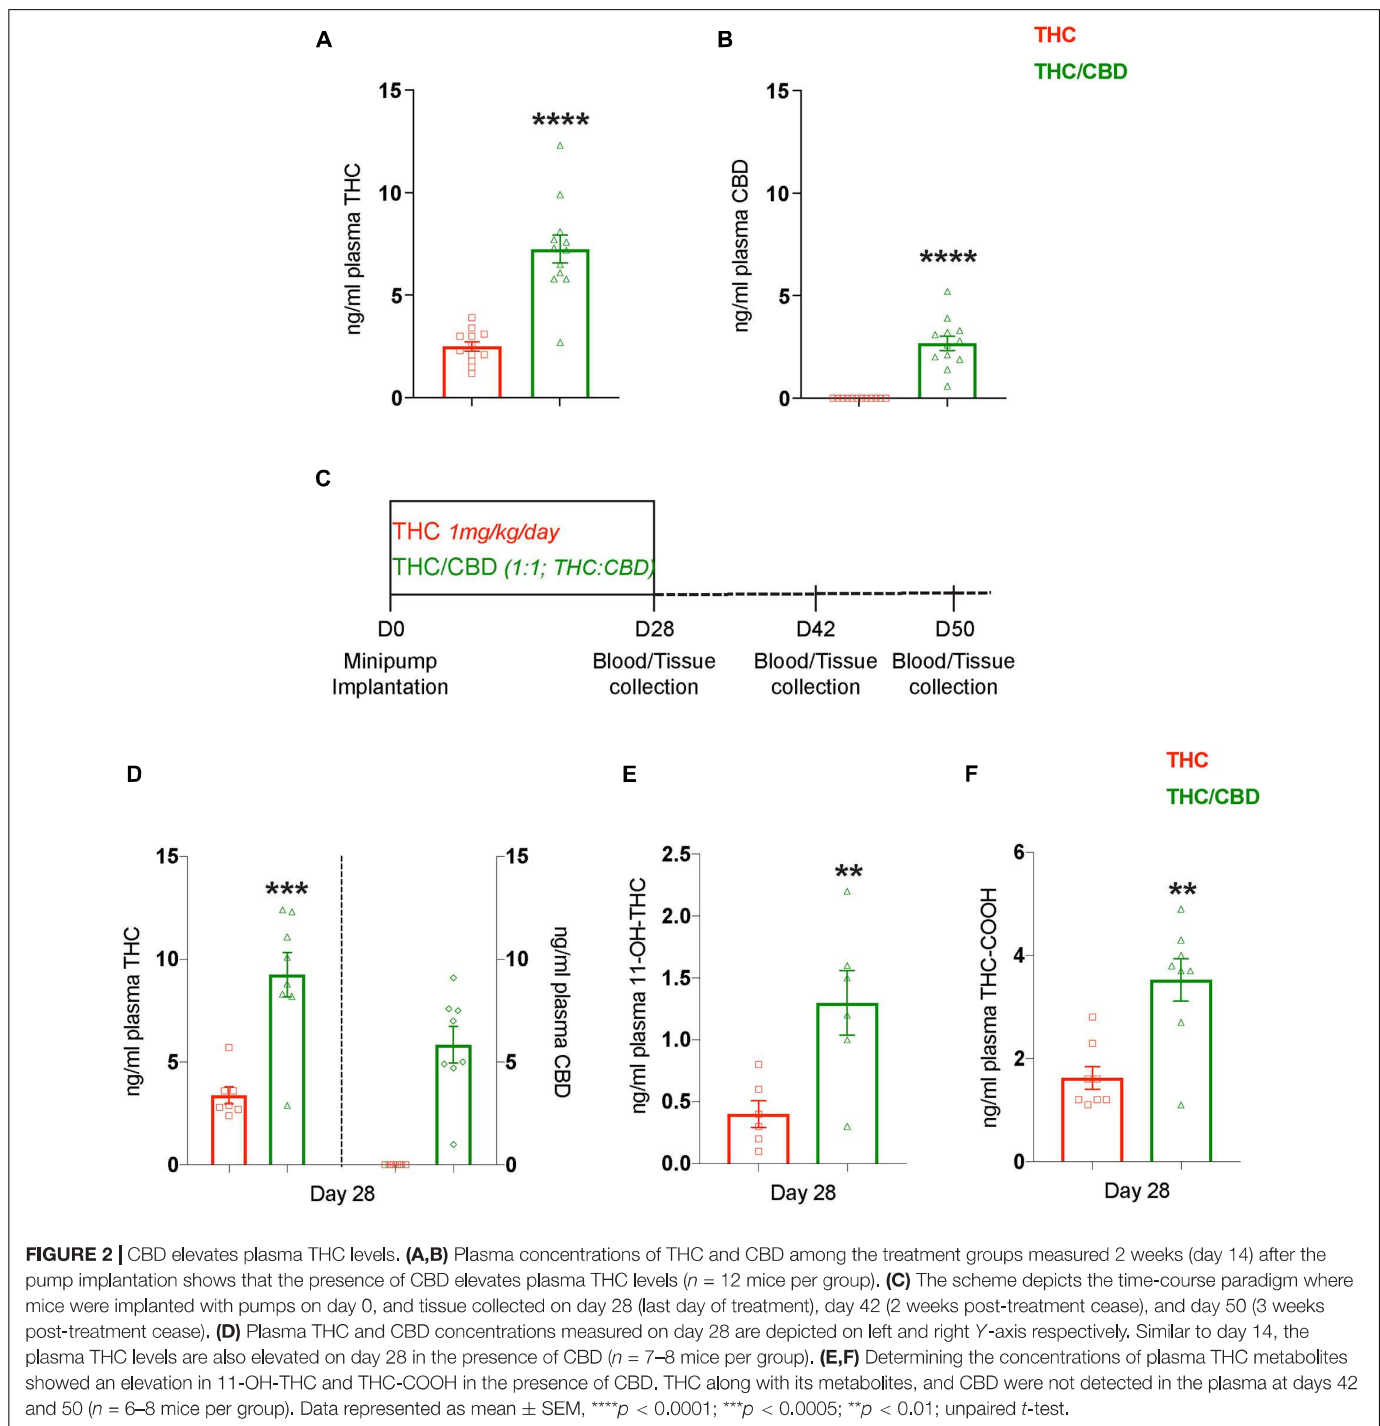 A
B
THC
THC/CBD
15
10
5
0
ng/ml plasma THC
****
15
10
5
0
ng/ml plasma CBD
****
C
THC 1mg/kg/day
THC/CBD (1:1; THC:CBD)
D0
D28
D42
D50
Minipump
Implantation
Blood/Tissue
collection
Blood/Tissue
collection
Blood/Tissue
collection
D
E
F
THC
THC/CBD
15
10
5
0
ng/ml plasma THC
***
15
10
5
0
ng/ml plasma CBD
Day 28
2.5
2.0
1.5
1.0
0.5
0.0
ng/ml plasma 11-OH-THC
**
Day 28
6
4
2
0
ng/ml plasma THC-COOH
**
Day 28
FIGURE 2 | CBD elevates plasma THC levels. (A,B) Plasma concentrations of THC and CBD among the treatment groups measured 2 weeks (day 14) after the
pump implantation shows that the presence of CBD elevates plasma THC levels (n = 12 mice per group). (C) The scheme depicts the time-course paradigm where
mice were implanted with pumps on day 0, and tissue collected on day 28 (last day of treatment), day 42 (2 weeks post-treatment cease), and day 50 (3 weeks
post-treatment cease). (D) Plasma THC and CBD concentrations measured on day 28 are depicted on left and right Y-axis respectively. Similar to day 14, the
plasma THC levels are also elevated on day 28 in the presence of CBD (n = 7–8 mice per group). (E,F) Determining the concentrations of plasma THC metabolites
showed an elevation in 11-OH-THC and THC-COOH in the presence of CBD. THC along with its metabolites, and CBD were not detected in the plasma at days 42
and 50 (n = 6–8 mice per group). Data represented as mean ± SEM, ****p < 0.0001; ***p < 0.0005; **p < 0.01; unpaired t-test.